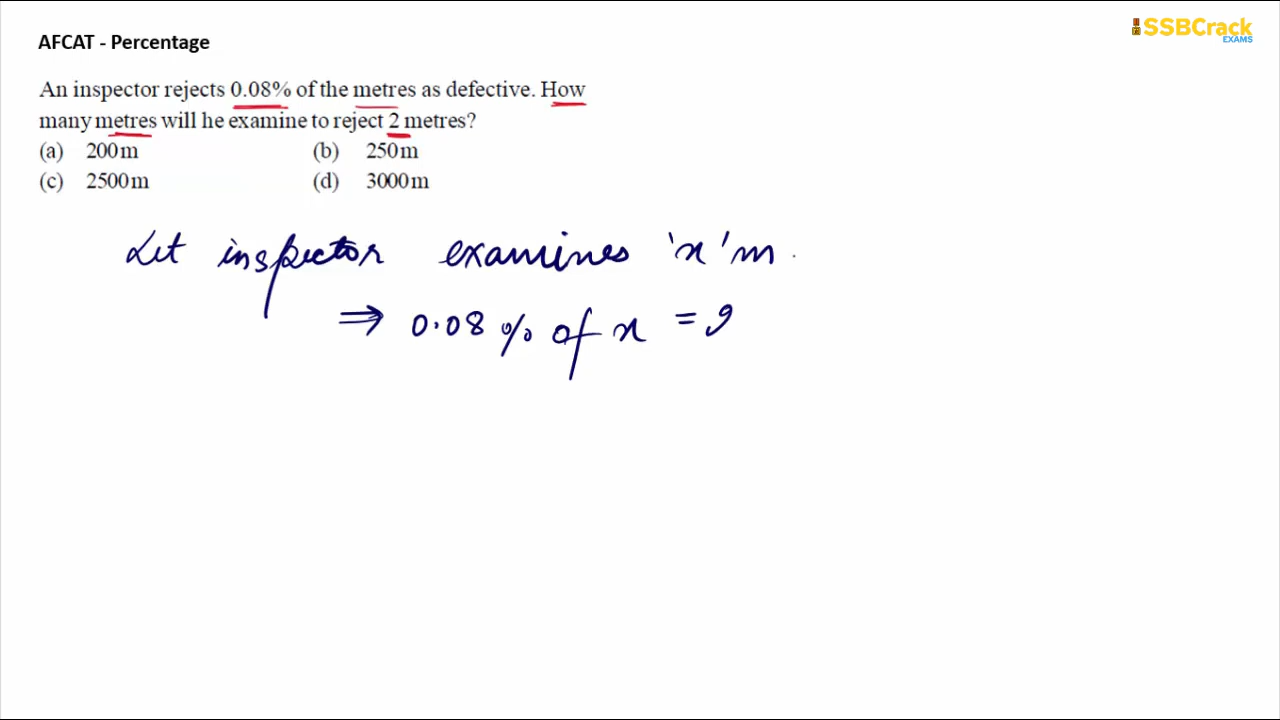 SSBCrack
EXAMS
AFCAT - Percentage
An inspector rejects 0.08% of the metres as defective. How
many metres will he examine to reject 2 metres?
(a) 200m (b) 250m
(c) 2500m (d) 3000m
Let inspector examines 'x' m.
⇒ 0.08% of x =